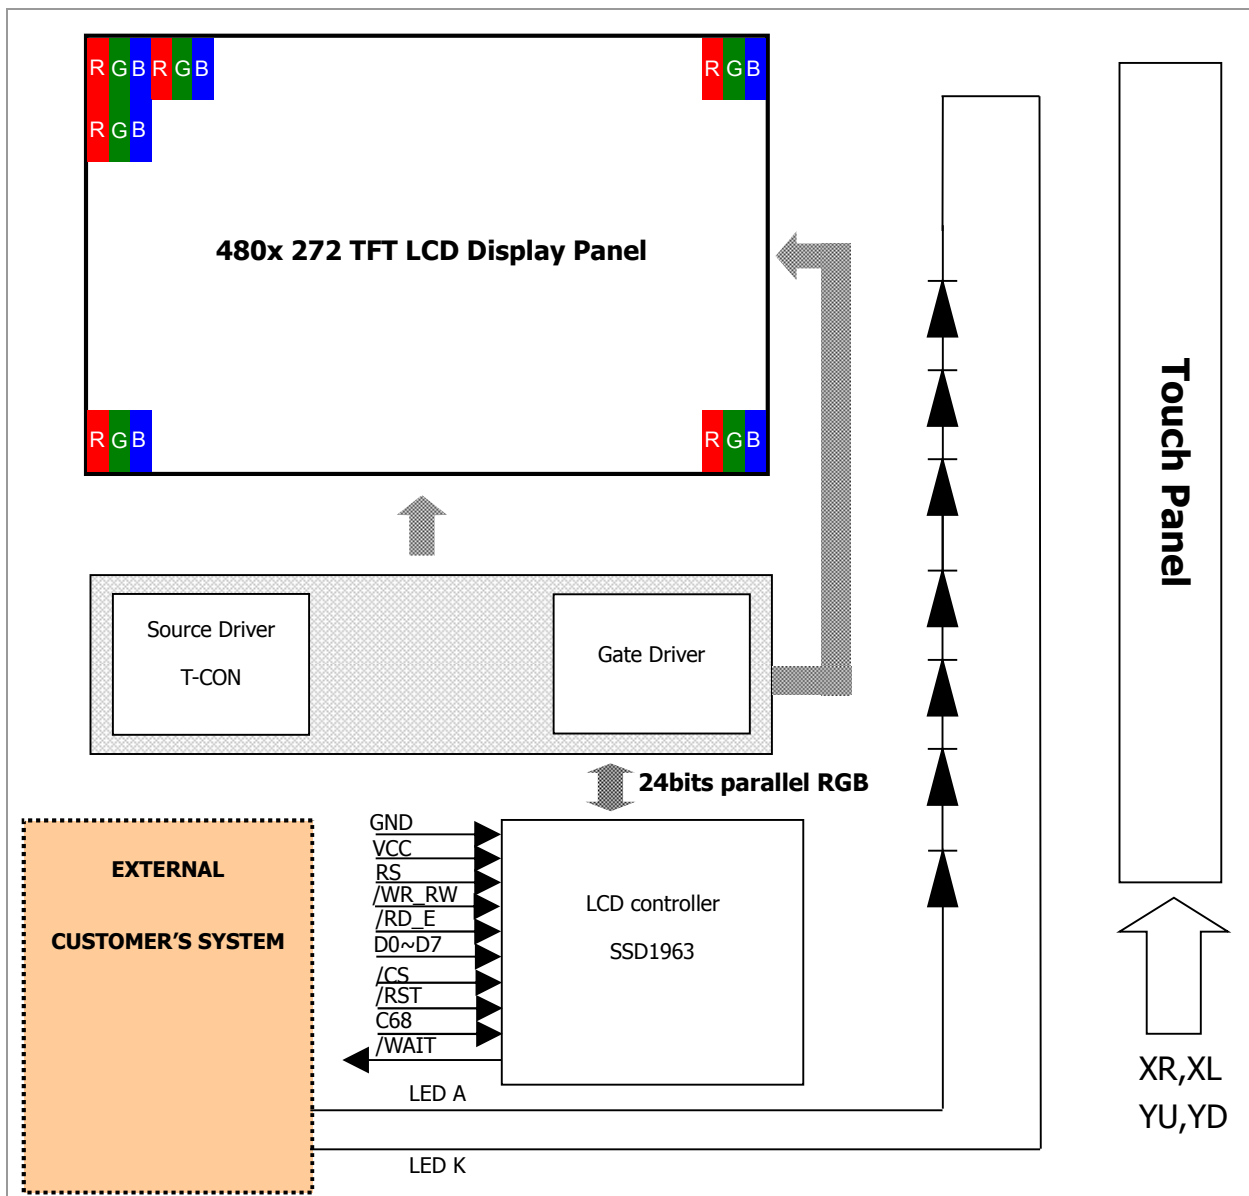 R G B R G B R G B
R G B
480x 272 TFT LCD Display Panel
R G B R G B
Touch Panel
Source Driver
T-CON
Gate Driver
24bits parallel RGB
GND
VCC
RS
/WR_RW
/RD_E
D0~D7
/CS
/RST
C68
/WAIT
EXTERNAL
CUSTOMER'S SYSTEM
LCD controller
SSD1963
LED A
LED K
XR,XL
YU,YD